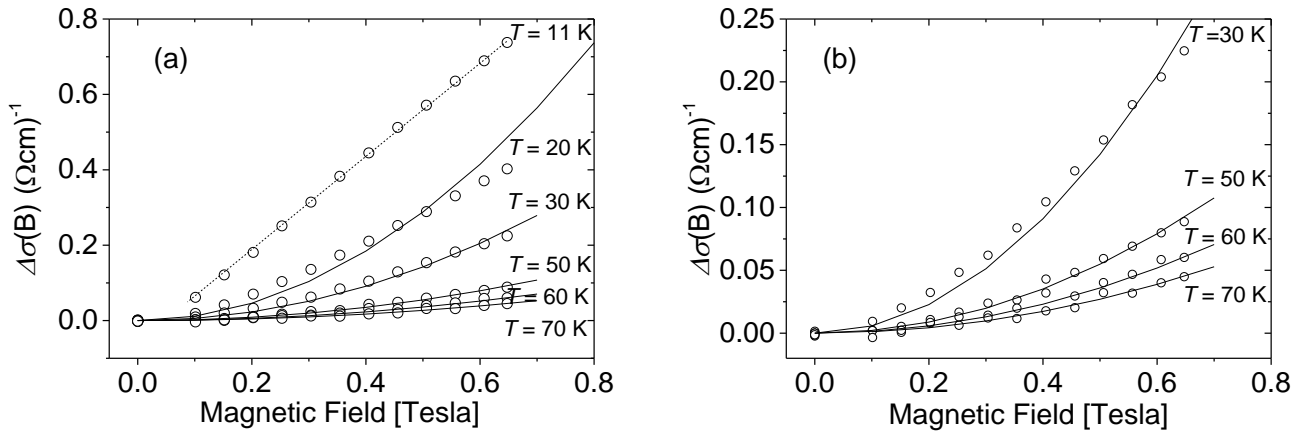 (a)
Δσ(B) (Ωcm)⁻¹
0.8
0.6
0.4
0.2
0.0
T = 11 K
T = 20 K
T = 30 K
T = 50 K
T = 60 K
T = 70 K
0.0 0.2 0.4 0.6 0.8
Magnetic Field [Tesla]
(b)
Δσ(B) (Ωcm)⁻¹
0.25
0.20
0.15
0.10
0.05
0.00
T =30 K
T = 50 K
T = 60 K
T = 70 K
0.0 0.2 0.4 0.6 0.8
Magnetic Field [Tesla]